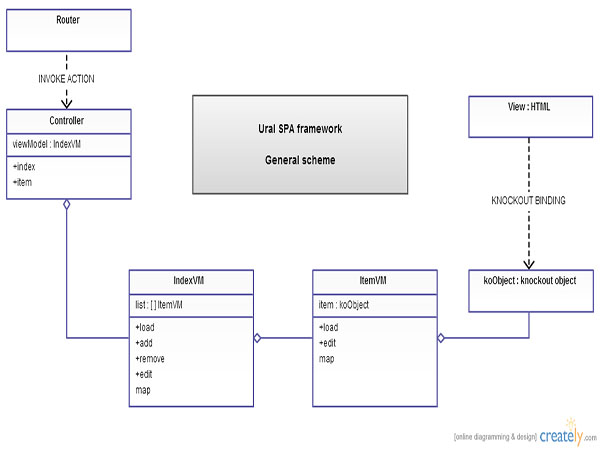 Router
INVOKE ACTION
Controller
viewModel : IndexVM
+index
+item
Ural SPA framework
General scheme
View : HTML
KNOCKOUT BINDING
IndexVM
list : [ ] ItemVM
+load
+add
+remove
+edit
map
ItemVM
item : koObject
+load
+edit
map
koObject : knockout object
[online diagramming & design] creately.com